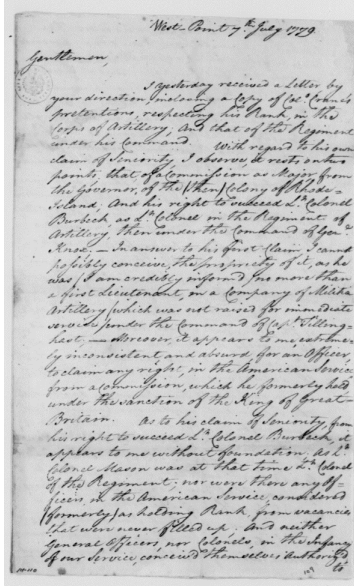 West-Point 7th July 1779.
Gentlemen,
I yesterday received a Letter by
your direction, inclosing a Copy of Colo. Crane's
pretentions, respecting his Rank, in the
Corps of Artillery, And that of the Regiment
under his Command.
With regard to his own
claim of Seniority, I observe, it rests on two
points, that of a Commission as Major from
the Governor, of the (then) Colony of Rhode-
Island; And his right to succeed Lt. Colonel
Burbeck as Lt. Colonel in the Regiment of
Artillery then under the Command of Genl.
Knox. — In answer to his first Claim, I cannot
possibly conceive, the propriety of it, as he
was (I am credibly informed) no more than
a first Lieutenant, in a Company of Militia
Artillery (which was not raised for immediate
service) under the Command of Capt. Tilling-
hast, — Moreover, it appears to me extreme-
ly inconsistent and absurd for an Officer
to claim any right, in the American Service
from a Commission, which he formerly held
under the sanction of the King of Great-
Britain. As to his claim of Seniority from
his right to succeed Lt. Colonel Burbeck, it
appears to me without foundation. As Lt.
Colonel Mason was at that time Lt. Colonel
of the Regiment; nor were there any Of-
ficers, in the American Service, considered
(formerly) as holding Rank, from vacancies
that were never filled up. And neither
General Officers, nor Colonels, in the Infancy
of our Service, conceived themselves Authorized
to